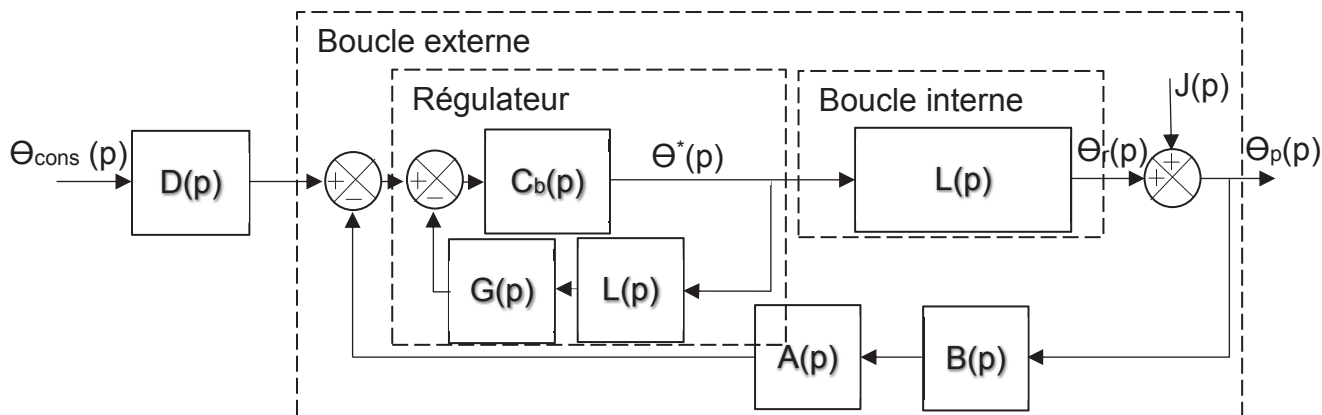 Boucle externe
Régulateur
Boucle interne
J(p)
ϴcons (p)
D(p)
+
−
+
−
Cb(p)
ϴ*(p)
L(p)
ϴr(p)
+
+
ϴp(p)
G(p)
L(p)
A(p)
B(p)